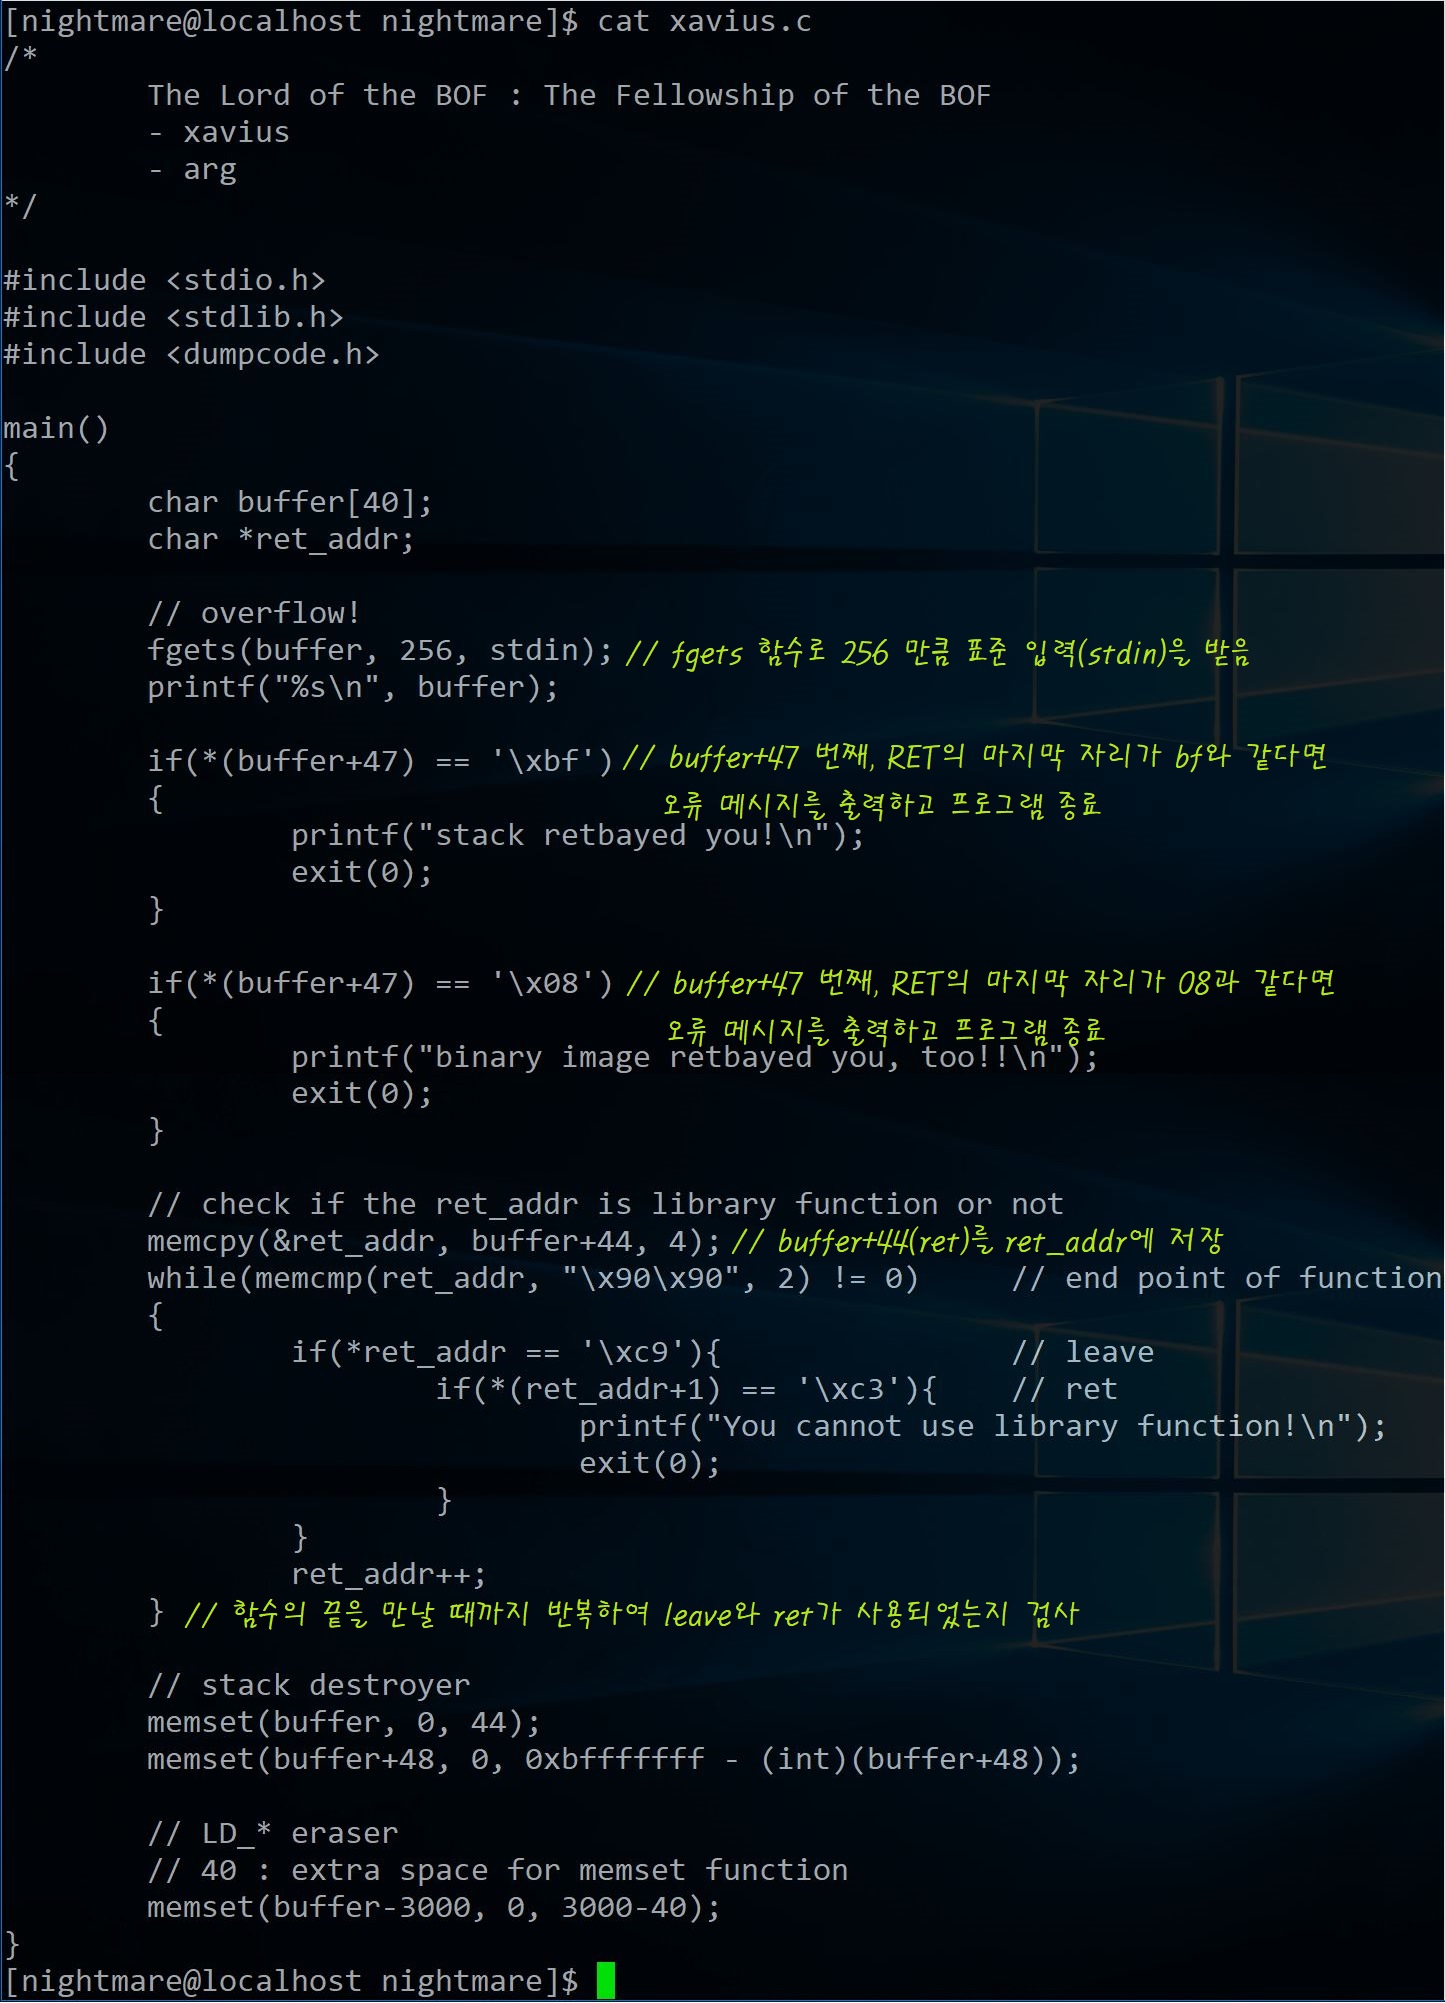 [nightmare@localhost nightmare]$ cat xavius.c
/*
        The Lord of the BOF : The Fellowship of the BOF
        - xavius
        - arg
*/

#include <stdio.h>
#include <stdlib.h>
#include <dumpcode.h>

main()
{
        char buffer[40];
        char *ret_addr;

        // overflow!
        fgets(buffer, 256, stdin); // fgets 함수로 256 만큼 표준 입력(stdin)을 받음
        printf("%s\n", buffer);

        if(*(buffer+47) == '\xbf') // buffer+47 번째, RET의 마지막 자리가 bf와 같다면
        {                                    오류 메시지를 출력하고 프로그램 종료
                printf("stack retbayed you!\n");
                exit(0);
        }

        if(*(buffer+47) == '\x08') // buffer+47 번째, RET의 마지막 자리가 08과 같다면
        {                                    오류 메시지를 출력하고 프로그램 종료
                printf("binary image retbayed you, too!!\n");
                exit(0);
        }

        // check if the ret_addr is library function or not
        memcpy(&ret_addr, buffer+44, 4); // buffer+44(ret)를 ret_addr에 저장
        while(memcmp(ret_addr, "\x90\x90", 2) != 0)     // end point of function
        {
                if(*ret_addr == '\xc9'){                // leave
                        if(*(ret_addr+1) == '\xc3'){    // ret
                                printf("You cannot use library function!\n");
                                exit(0);
                        }
                }
                ret_addr++;
        } // 함수의 끝을 만날 때까지 반복하여 leave와 ret가 사용되었는지 검사

        // stack destroyer
        memset(buffer, 0, 44);
        memset(buffer+48, 0, 0xbfffffff - (int)(buffer+48));

        // LD_* eraser
        // 40 : extra space for memset function
        memset(buffer-3000, 0, 3000-40);
}
[nightmare@localhost nightmare]$